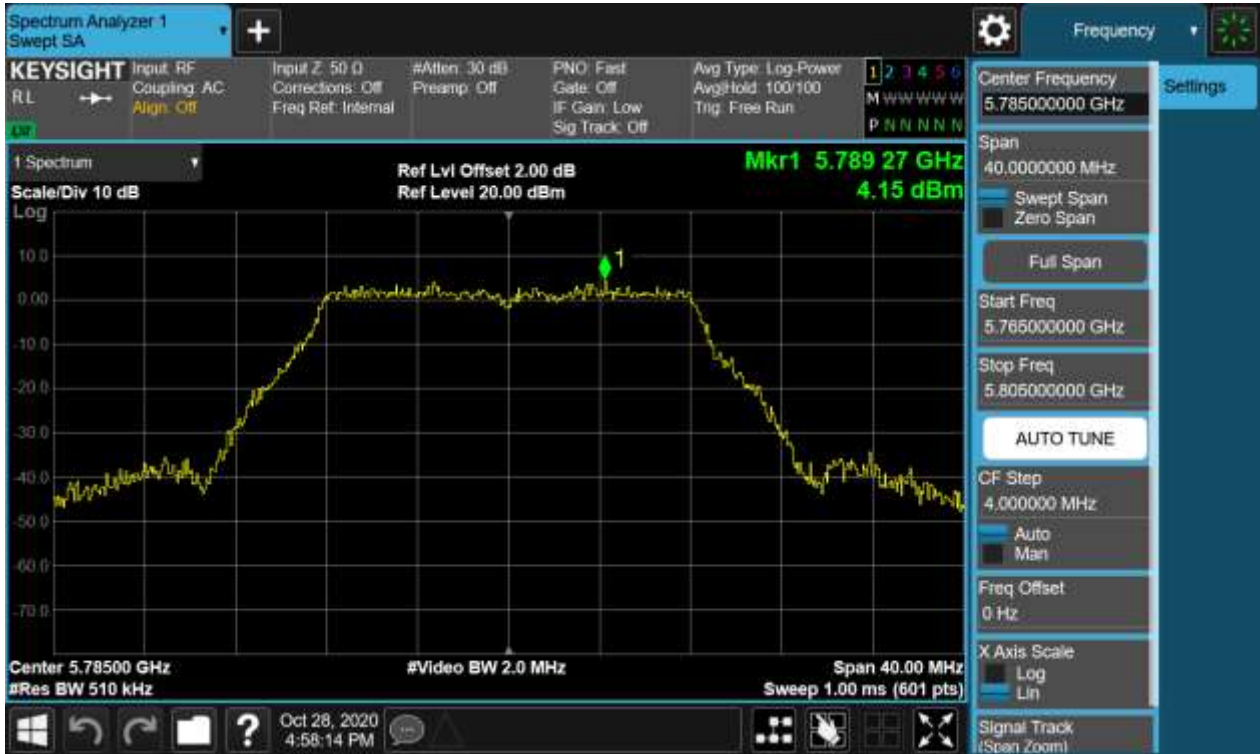 Spectrum Analyzer 1
Swept SA
+
Frequency
KEYSIGHT
RL
Input: RF
Coupling: AC
Align: Off
Input Z: 50 Ω
Corrections: Off
Freq Ref: Internal
#Atten: 30 dB
Preamp: Off
PNO: Fast
Gate: Off
IF Gain: Low
Sig Track: Off
Avg Type: Log-Power
Avg|Hold: 100/100
Trig: Free Run
1 2 3 4 5 6
M W W W W W
P N N N N N
1 Spectrum
Scale/Div 10 dB
Log
Ref Lvl Offset 2.00 dB
Ref Level 20.00 dBm
Mkr1 5.789 27 GHz
4.15 dBm
1
10.0
0.00
-10.0
-20.0
-30.0
-40.0
-50.0
-60.0
-70.0
Center 5.78500 GHz
#Res BW 510 kHz
#Video BW 2.0 MHz
Span 40.00 MHz
Sweep 1.00 ms (601 pts)
Center Frequency
5.785000000 GHz
Settings
Span
40.0000000 MHz
Swept Span
Zero Span
Full Span
Start Freq
5.765000000 GHz
Stop Freq
5.805000000 GHz
AUTO TUNE
CF Step
4.000000 MHz
Auto
Man
Freq Offset
0 Hz
X Axis Scale
Log
Lin
Signal Track
(Span Zoom)
?
Oct 28, 2020
4:58:14 PM